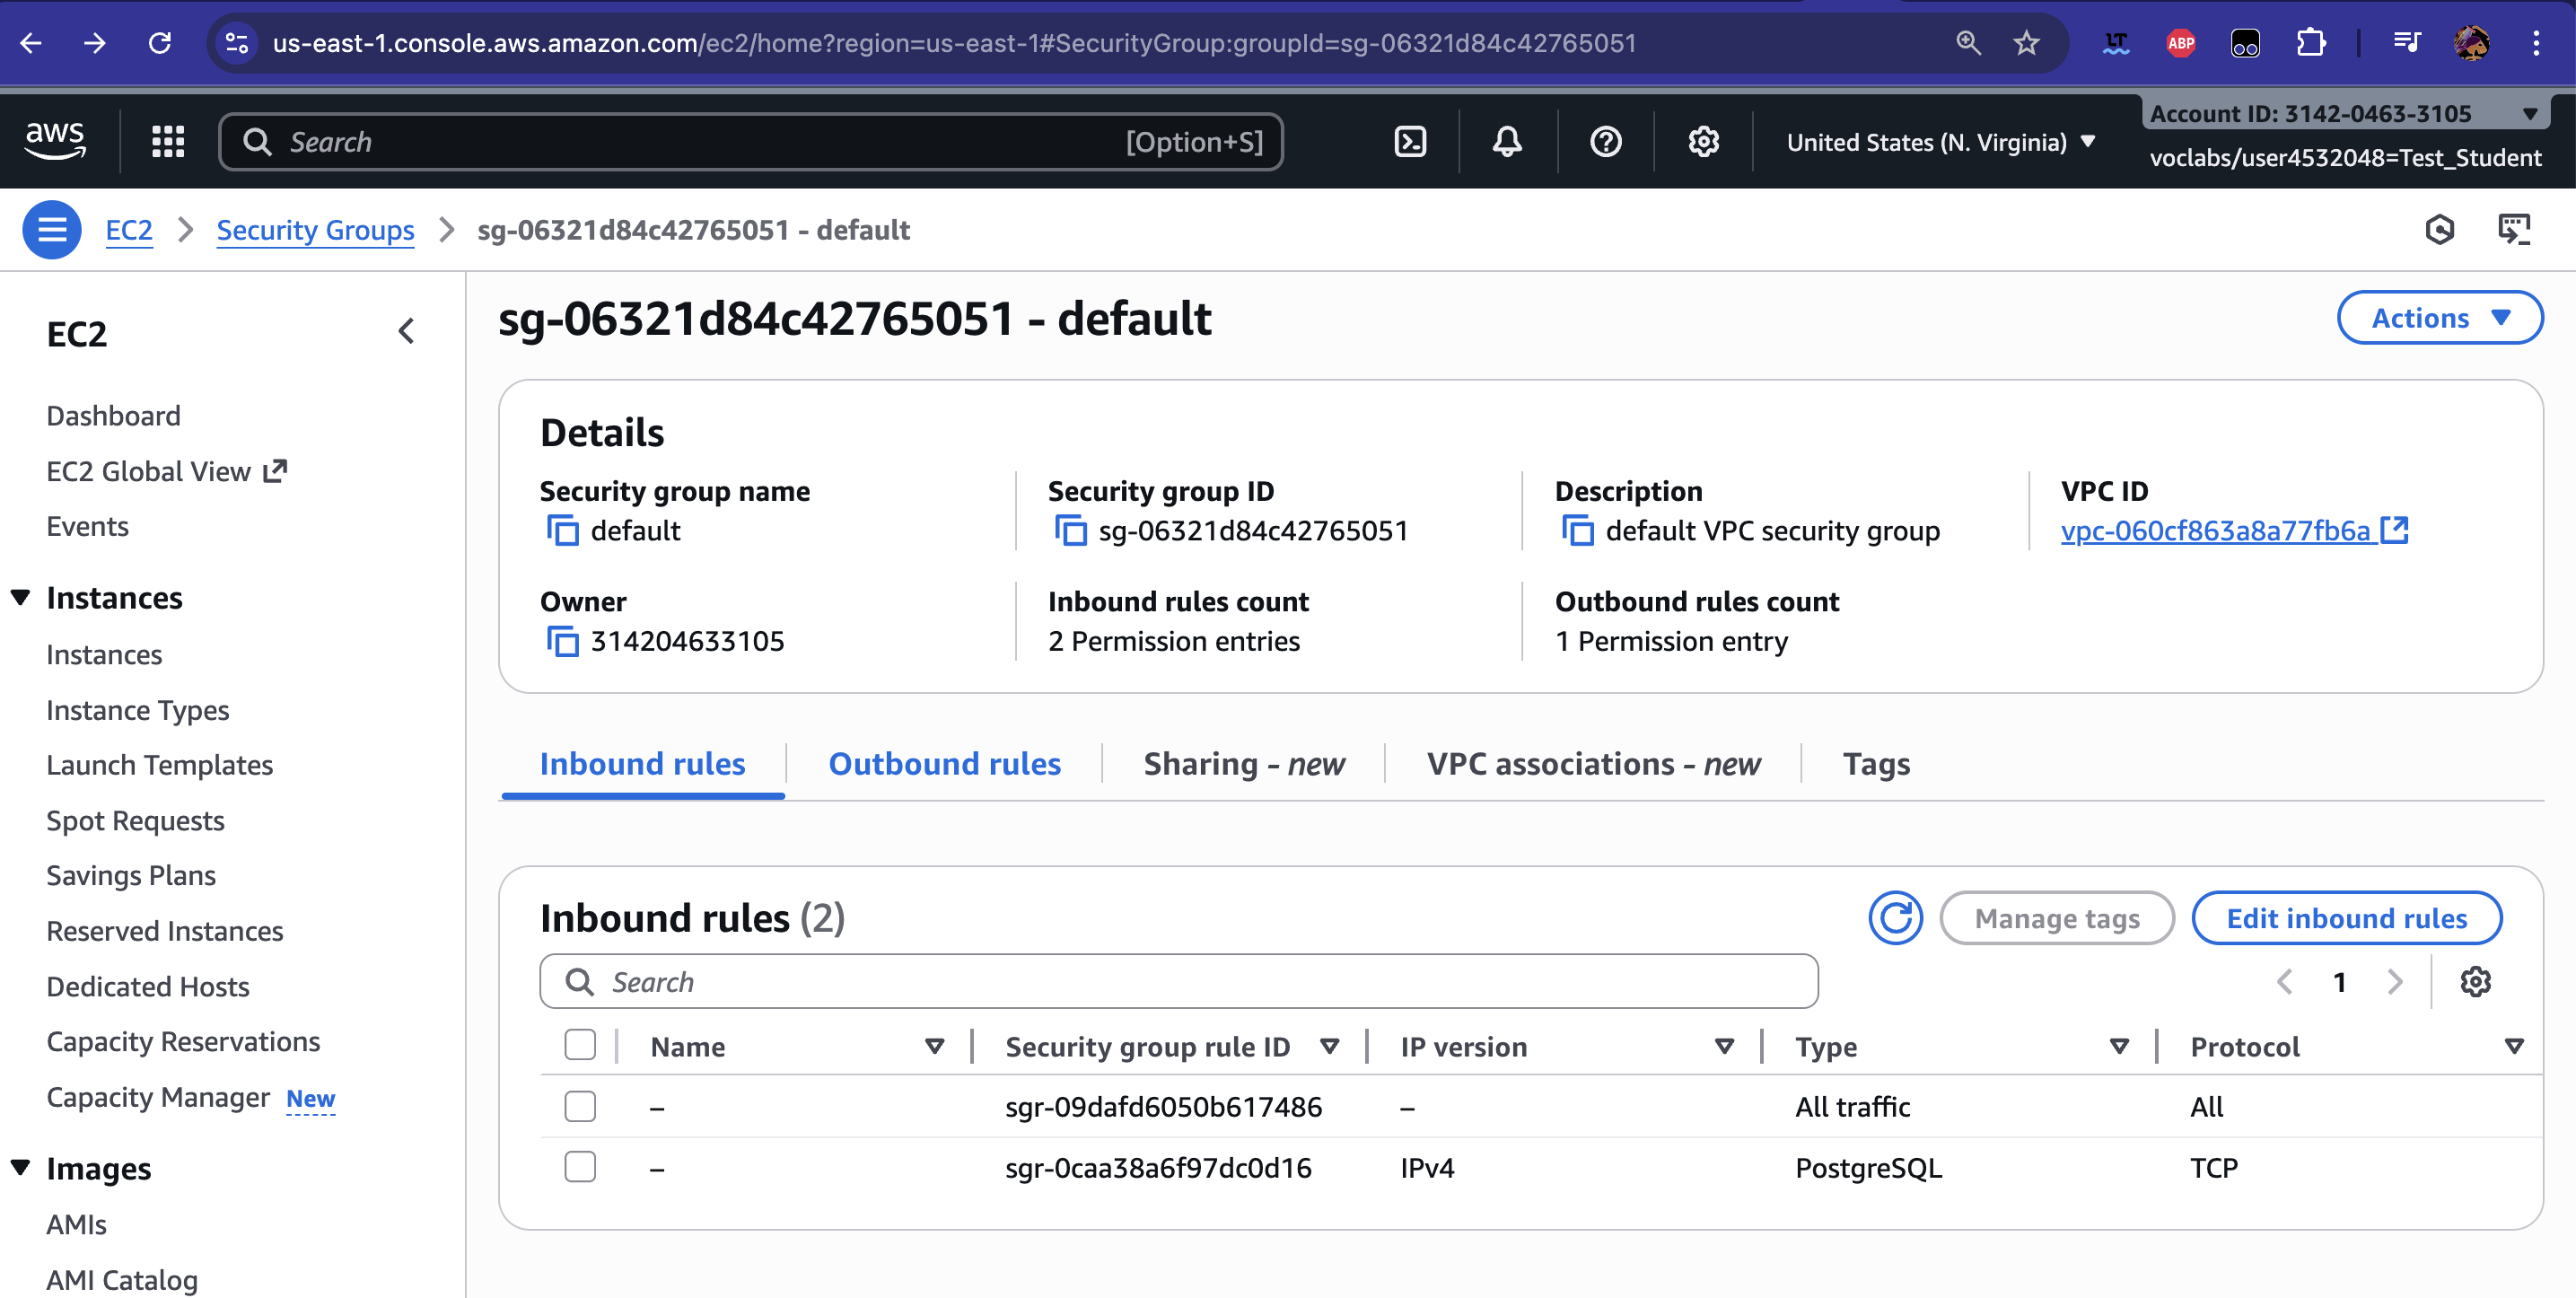 us-east-1.console.aws.amazon.com/ec2/home?region=us-east-1#SecurityGroup:groupId=sg-06321d84c42765051
LT
ABP
aws
Search
[Option+S]
United States (N. Virginia)
Account ID: 3142-0463-3105
voclabs/user4532048=Test_Student
EC2
Security Groups
sg-06321d84c42765051 - default
EC2
Dashboard
EC2 Global View
Events
Instances
Instances
Instance Types
Launch Templates
Spot Requests
Savings Plans
Reserved Instances
Dedicated Hosts
Capacity Reservations
Capacity Manager New
Images
AMIs
AMI Catalog
sg-06321d84c42765051 - default
Actions
Details
Security group name
default
Security group ID
sg-06321d84c42765051
Description
default VPC security group
VPC ID
vpc-060cf863a8a77fb6a
Owner
314204633105
Inbound rules count
2 Permission entries
Outbound rules count
1 Permission entry
Inbound rules
Outbound rules
Sharing - new
VPC associations - new
Tags
Inbound rules (2)
Manage tags
Edit inbound rules
Search
1
Name Security group rule ID IP version Type Protocol
– sgr-09dafd6050b617486 – All traffic All
– sgr-0caa38a6f97dc0d16 IPv4 PostgreSQL TCP